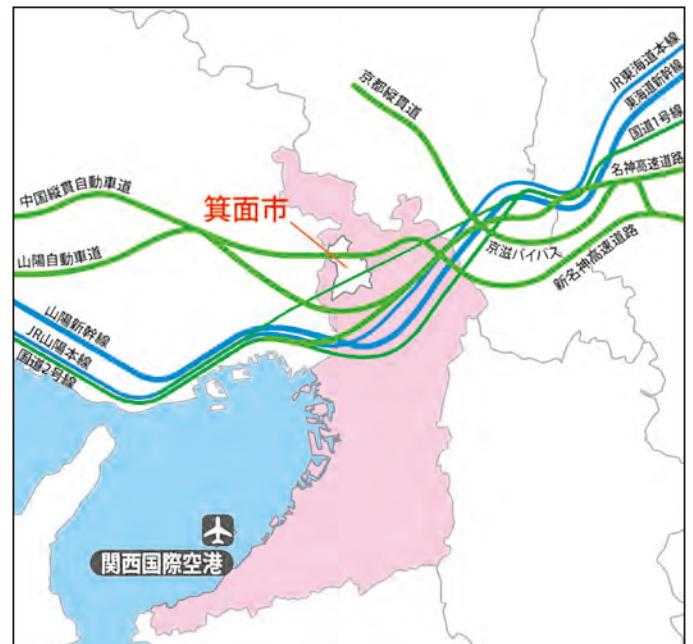 JR東海道本線
東海道新幹線
国道1号線
名神高速道路
京都縦貫道
中国縦貫自動車道
箕面市
山陽自動車道
京滋バイパス
新名神高速道路
山陽新幹線
JR山陽本線
国道2号線
関西国際空港